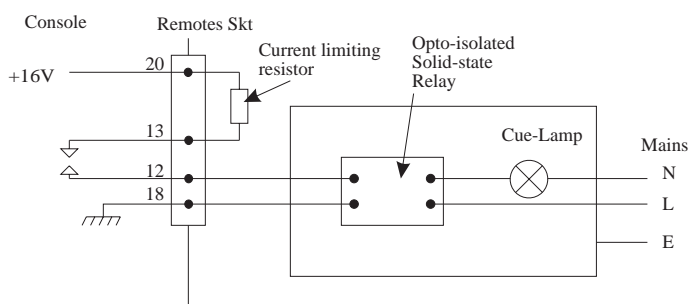 Console
Remotes Skt
+16V
20
Current limiting
resistor
Opto-isolated
Solid-state
Relay
13
12
18
Cue-Lamp
Mains
N
L
E